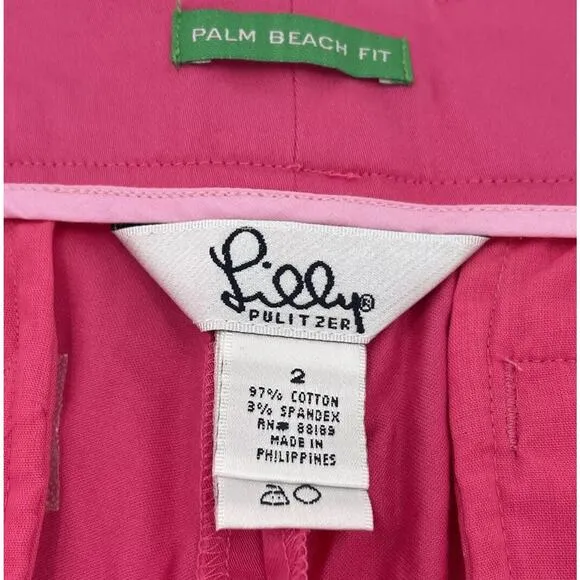 PALM BEACH FIT
Lilly®
PULITZER
2
97% COTTON
3% SPANDEX
RN# 88189
MADE IN
PHILIPPINES